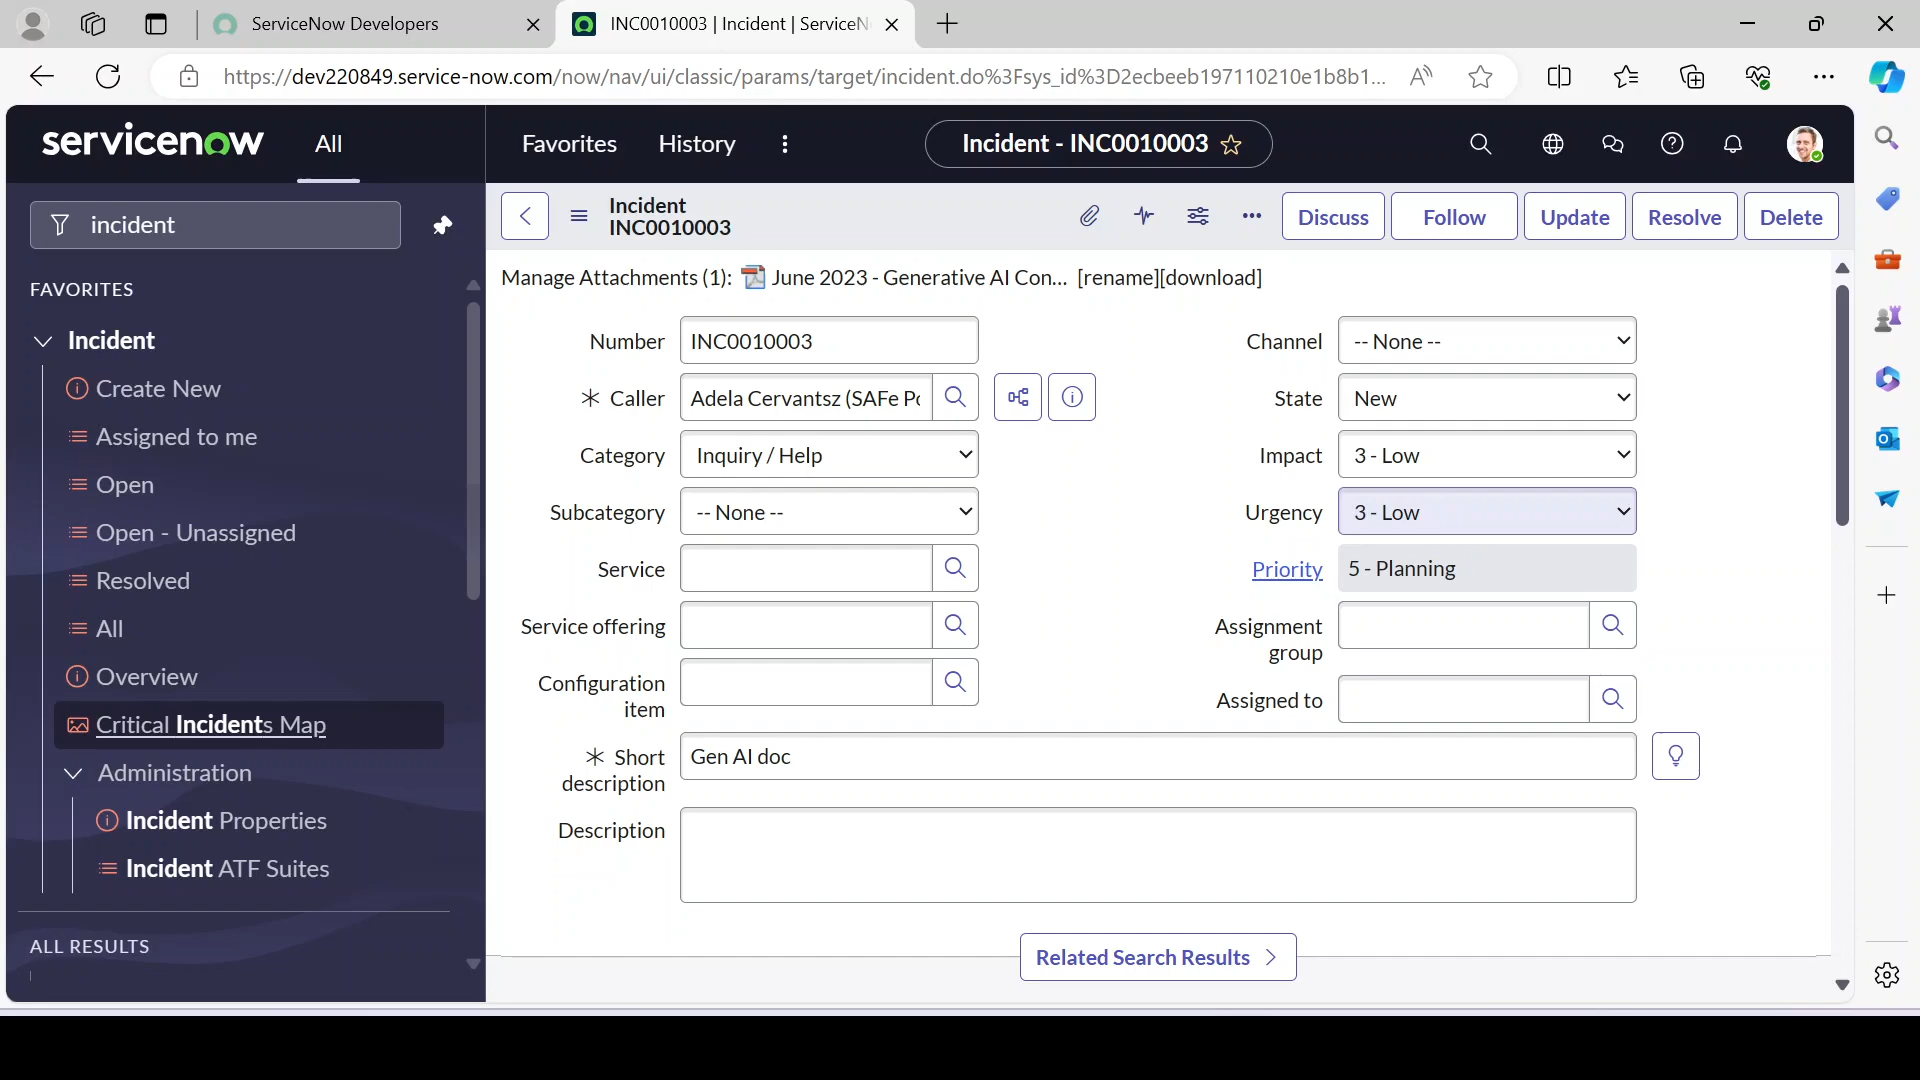 ServiceNow Developers
INC0010003 | Incident | ServiceN
https://dev220849.service-now.com/now/nav/ui/classic/params/target/incident.do%3Fsys_id%3D2ecbeeb197110210e1b8b1...
servicenow
All
Favorites
History
Incident - INC0010003
incident
FAVORITES
Incident
Create New
Assigned to me
Open
Open - Unassigned
Resolved
All
Overview
Critical Incidents Map
Administration
Incident Properties
Incident ATF Suites
ALL RESULTS
Incident
INC0010003
Discuss
Follow
Update
Resolve
Delete
Manage Attachments (1): June 2023 - Generative AI Con... [rename][download]
Number INC0010003
* Caller Adela Cervantsz (SAFe Po
Category Inquiry / Help
Subcategory -- None --
Service
Service offering
Configuration
item
Channel -- None --
State New
Impact 3 - Low
Urgency 3 - Low
Priority 5 - Planning
Assignment
group
Assigned to
* Short
description
Gen AI doc
Description
Related Search Results